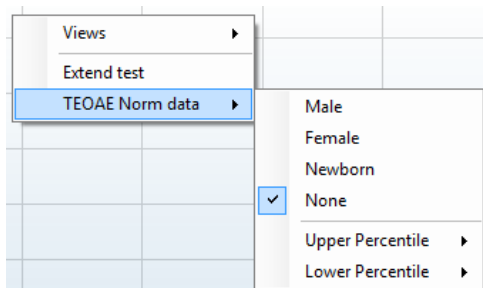 Views
Extend test
TEOAE Norm data
Male
Female
Newborn
None
Upper Percentile
Lower Percentile